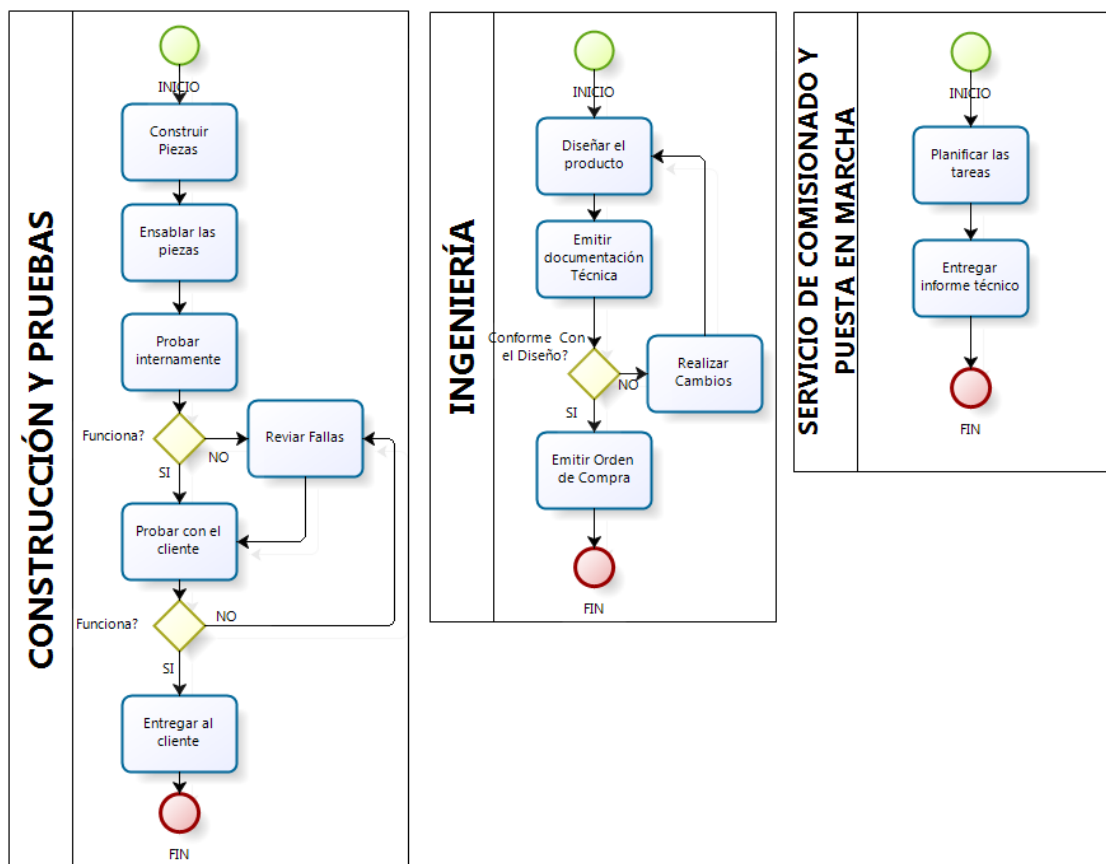 CONSTRUCCIÓN Y PRUEBAS
INICIO
Construir
Piezas
Ensablar las
piezas
Probar
internamente
Funciona?
NO
Reviar Fallas
SI
Probar con el
cliente
Funciona?
NO
SI
Entregar al
cliente
FIN
INGENIERÍA
INICIO
Diseñar el
producto
Emitir
documentación
Técnica
Conforme Con
el Diseño?
NO
Realizar
Cambios
SI
Emitir Orden
de Compra
FIN
SERVICIO DE COMISIONADO Y
PUESTA EN MARCHA
INICIO
Planificar las
tareas
Entregar
informe técnico
FIN